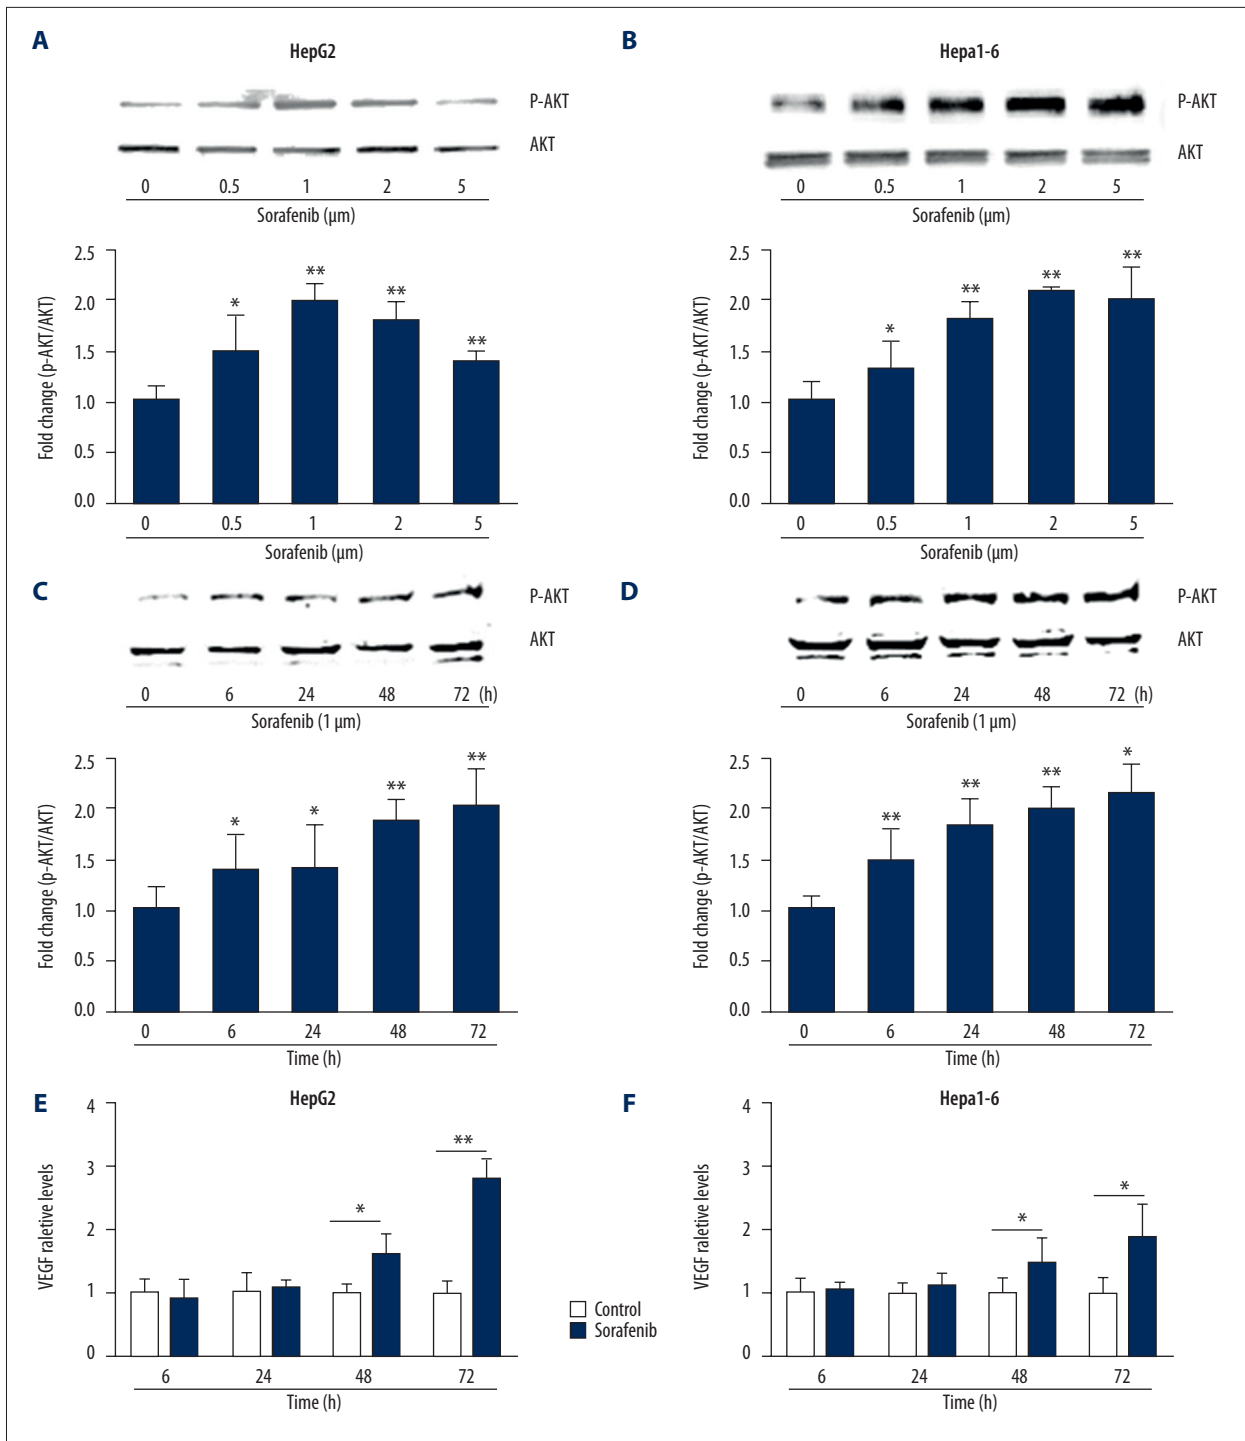 A
HepG2
P-AKT
AKT
0 0.5 1 2 5
Sorafenib (µm)
2.5
2.0
1.5
1.0
0.5
0.0
Fold change (p-AKT/AKT)
* ** ** **
0 0.5 1 2 5
Sorafenib (µm)
B
Hepa1-6
P-AKT
AKT
0 0.5 1 2 5
Sorafenib (µm)
2.5
2.0
1.5
1.0
0.5
0.0
Fold change (p-AKT/AKT)
* ** ** **
0 0.5 1 2 5
Sorafenib (µm)
C
P-AKT
AKT
0 6 24 48 72 (h)
Sorafenib (1 µm)
2.5
2.0
1.5
1.0
0.5
0.0
Fold change (p-AKT/AKT)
* * ** **
0 6 24 48 72
Time (h)
D
P-AKT
AKT
0 6 24 48 72 (h)
Sorafenib (1 µm)
2.5
2.0
1.5
1.0
0.5
0.0
Fold change (p-AKT/AKT)
** ** ** *
0 6 24 48 72
Time (h)
E
HepG2
4
3
2
1
0
VEGF raletive levels
* **
6 24 48 72
Time (h)
Control
Sorafenib
F
Hepa1-6
4
3
2
1
0
VEGF raletive levels
* *
6 24 48 72
Time (h)